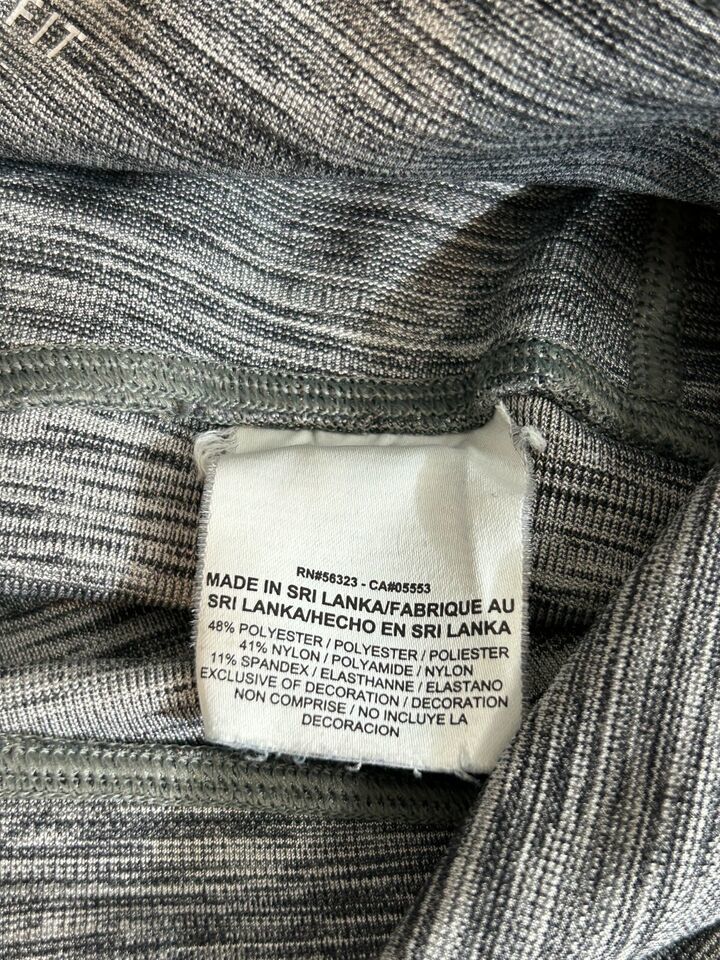 FIT
RN#56323 - CA#05553
MADE IN SRI LANKA/FABRIQUE AU
SRI LANKA/HECHO EN SRI LANKA
48% POLYESTER / POLYESTER / POLIESTER
41% NYLON / POLYAMIDE / NYLON
11% SPANDEX / ELASTHANNE / ELASTANO
EXCLUSIVE OF DECORATION / DECORATION
NON COMPRISE / NO INCLUYE LA
DECORACION